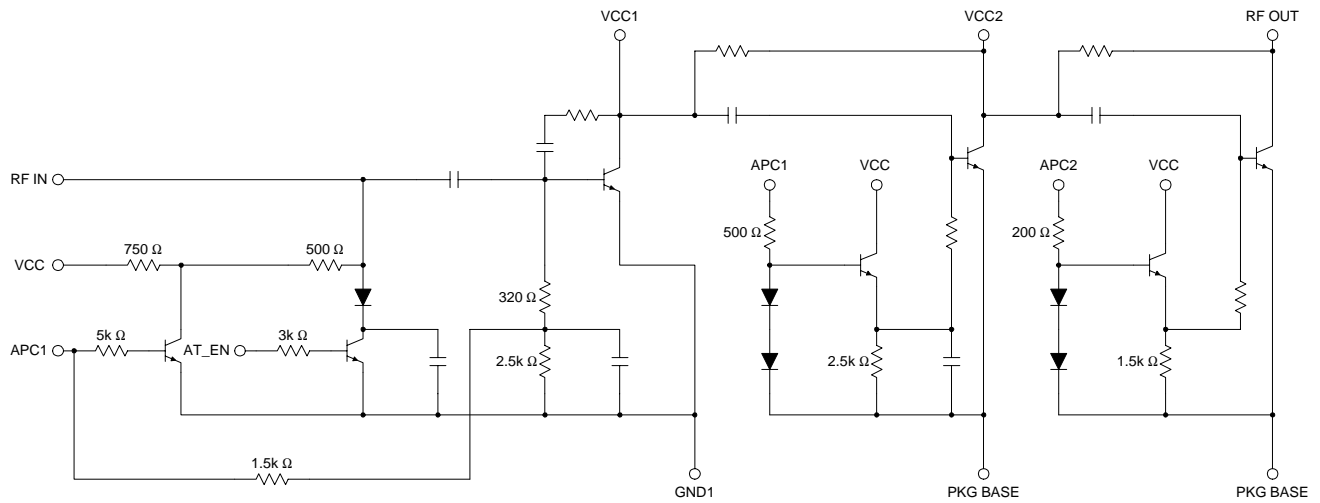 VCC1
VCC2
RF OUT
RF IN
APC1
VCC
APC2
VCC
500 Ω
200 Ω
750 Ω
500 Ω
VCC
320 Ω
5k Ω
3k Ω
APC1
AT_EN
2.5k Ω
2.5k Ω
1.5k Ω
1.5k Ω
GND1
PKG BASE
PKG BASE